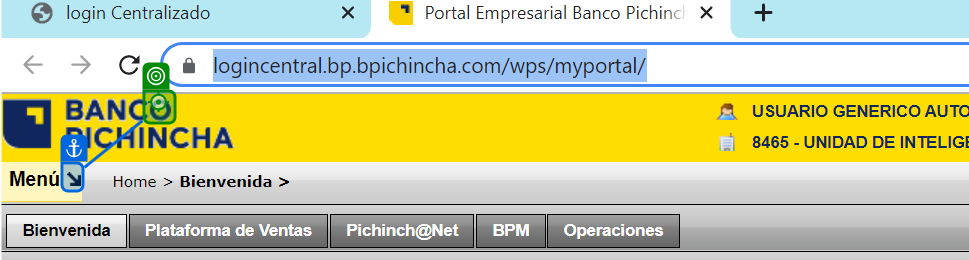 login Centralizado
Portal Empresarial Banco Pichinch
logincentral.bp.bpichincha.com/wps/myportal/
BANCO
PICHINCHA
USUARIO GENERICO AUTO
8465 - UNIDAD DE INTELIGE
Menú
Home > Bienvenida >
Bienvenida Plataforma de Ventas Pichinch@Net BPM Operaciones